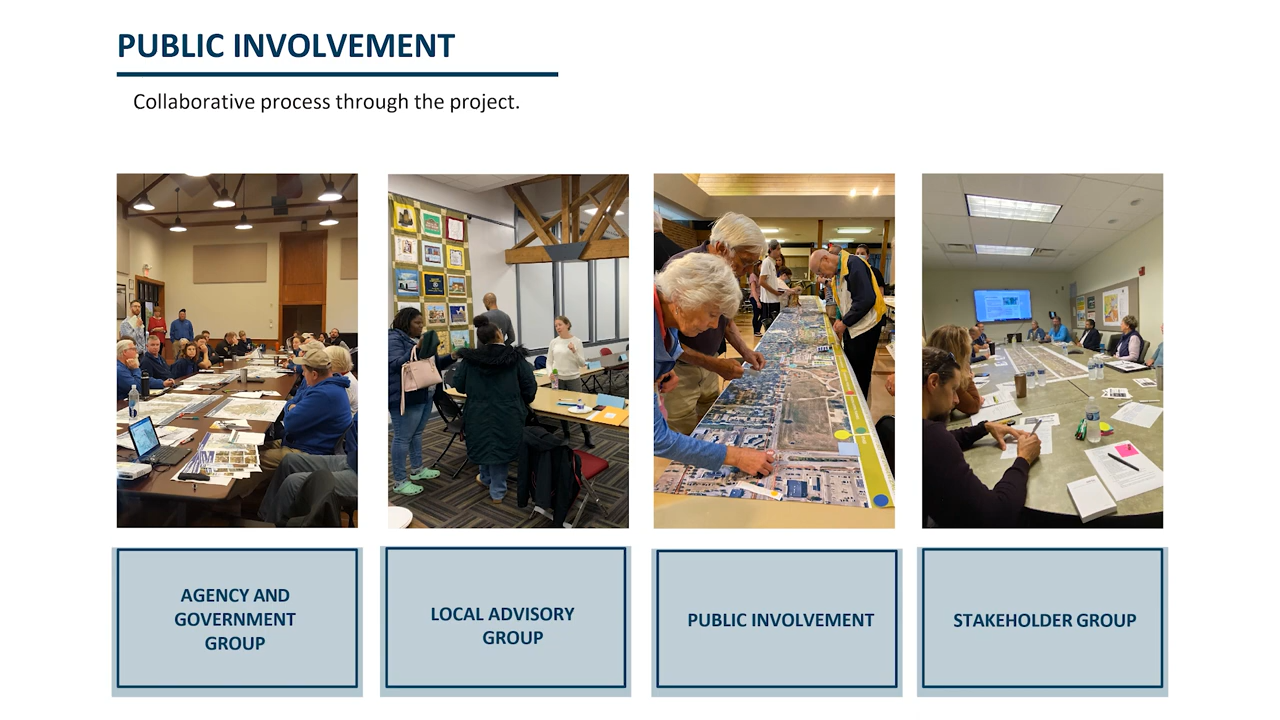 PUBLIC INVOLVEMENT
Collaborative process through the project.
AGENCY AND
GOVERNMENT
GROUP
LOCAL ADVISORY
GROUP
PUBLIC INVOLVEMENT
STAKEHOLDER GROUP